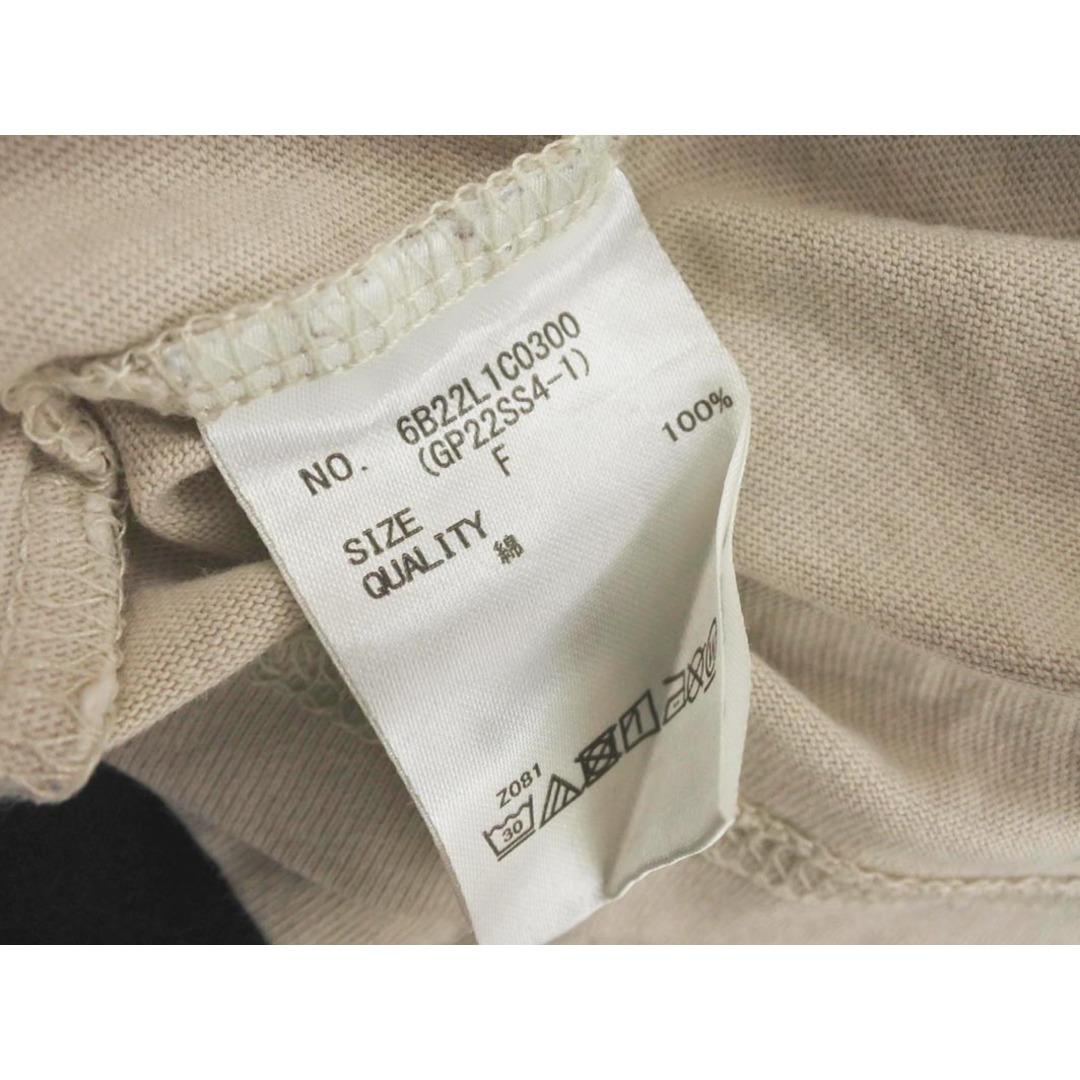 NO. 6B22L1C0300
(GP22SS4-1)
SIZE F
QUALITY
綿 100%
Z081
30